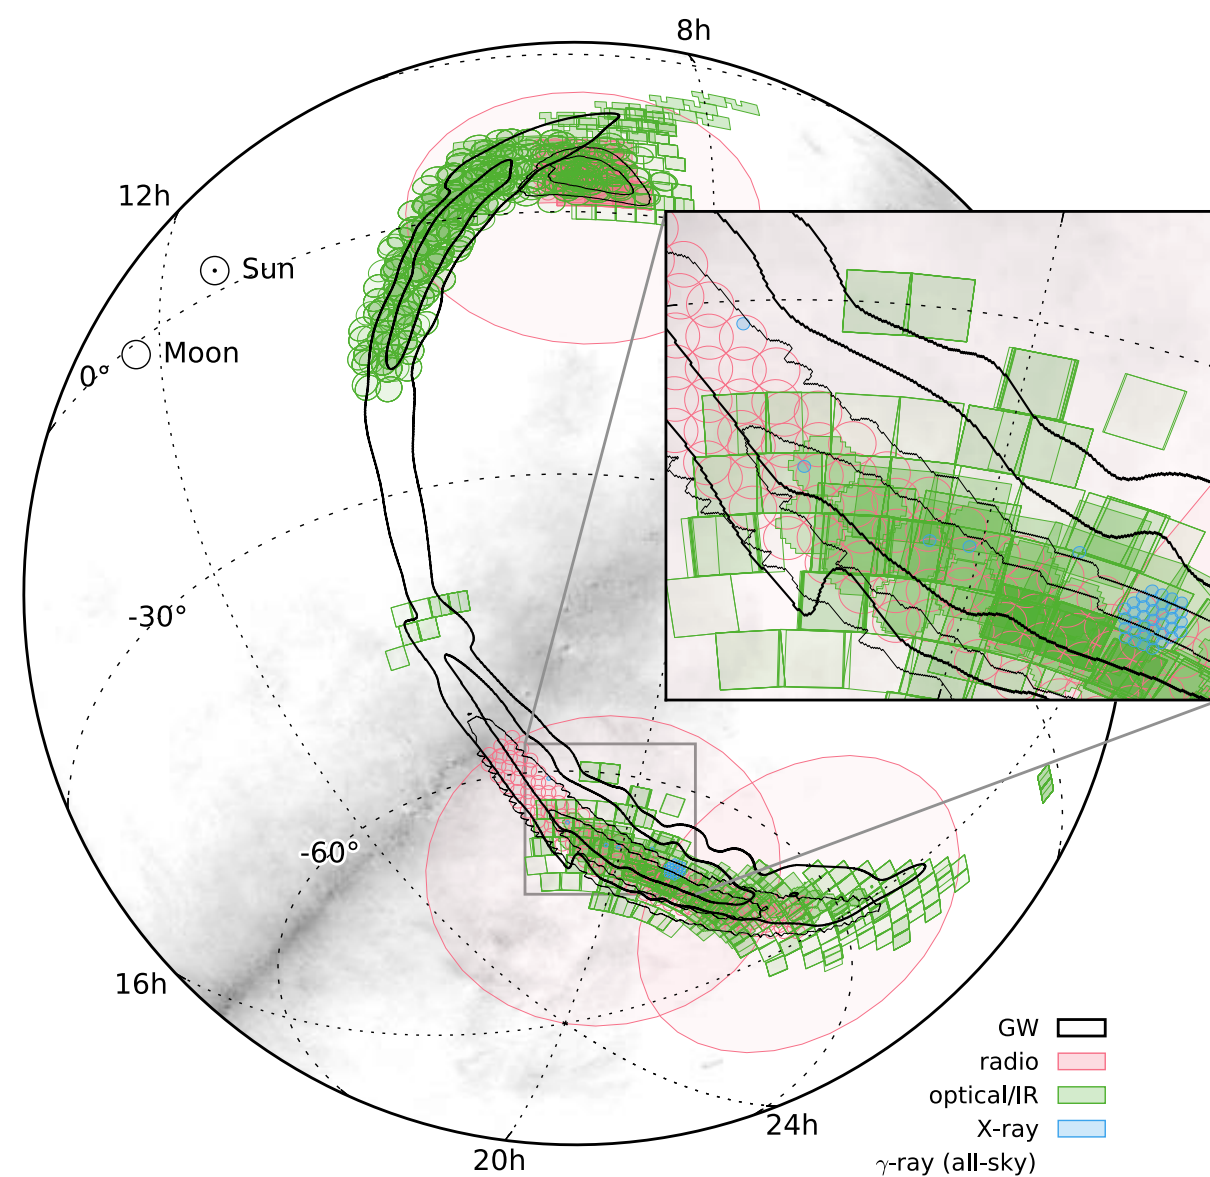 8h
12h
Sun
Moon
0°
-30°
-60°
16h
GW
radio
optical/IR
24h
X-ray
20h
γ-ray (all-sky)